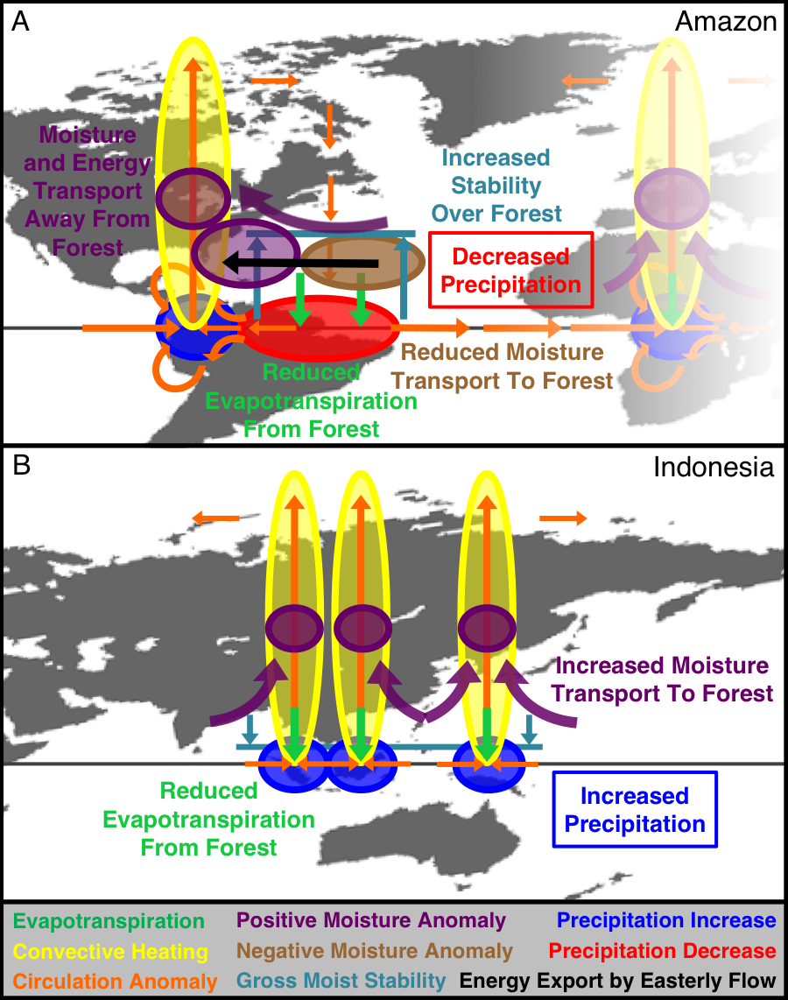 A
Amazon
Moisture
and Energy
Transport
Away From
Forest
Increased
Stability
Over Forest
Decreased
Precipitation
Reduced Moisture
Transport To Forest
Reduced
Evapotranspiration
From Forest
B
Indonesia
Increased Moisture
Transport To Forest
Reduced
Evapotranspiration
From Forest
Increased
Precipitation
Evapotranspiration
Positive Moisture Anomaly
Precipitation Increase
Convective Heating
Negative Moisture Anomaly
Precipitation Decrease
Circulation Anomaly
Gross Moist Stability
Energy Export by Easterly Flow